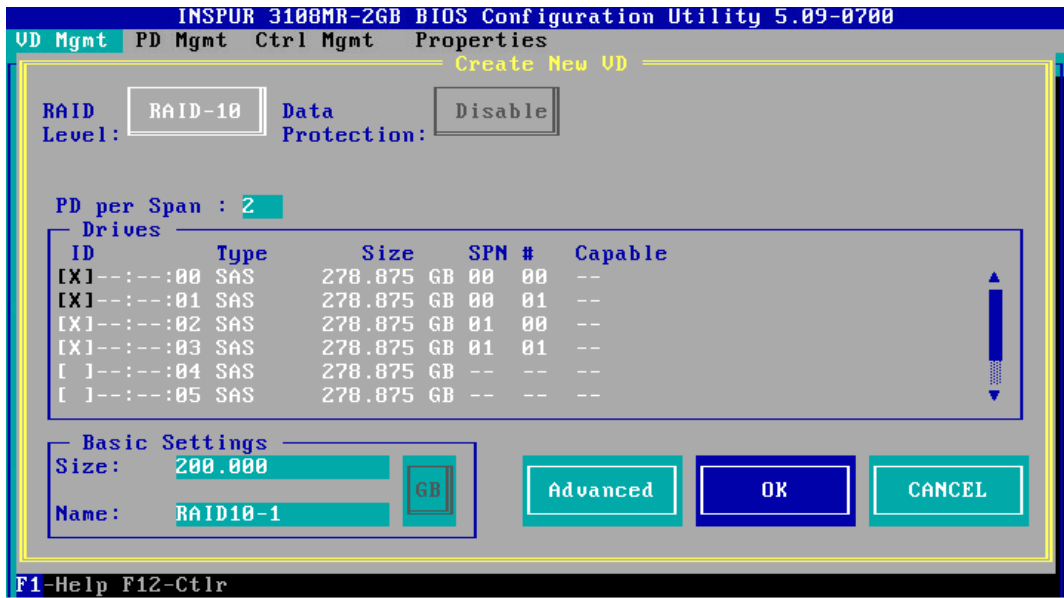 INSPUR 3108MR-2GB BIOS Configuration Utility 5.09-0700
VD Mgmt PD Mgmt Ctrl Mgmt Properties
Create New VD
RAID Level: RAID-10 Data Protection: Disable
PD per Span : 2
Drives
ID Type Size SPN # Capable
[X]--:--:00 SAS 278.875 GB 00 00 --
[X]--:--:01 SAS 278.875 GB 00 01 --
[X]--:--:02 SAS 278.875 GB 01 00 --
[X]--:--:03 SAS 278.875 GB 01 01 --
[ ]--:--:04 SAS 278.875 GB -- -- --
[ ]--:--:05 SAS 278.875 GB -- -- --
Basic Settings
Size: 200.000 GB
Name: RAID10-1
Advanced OK CANCEL
F1-Help F12-Ctlr